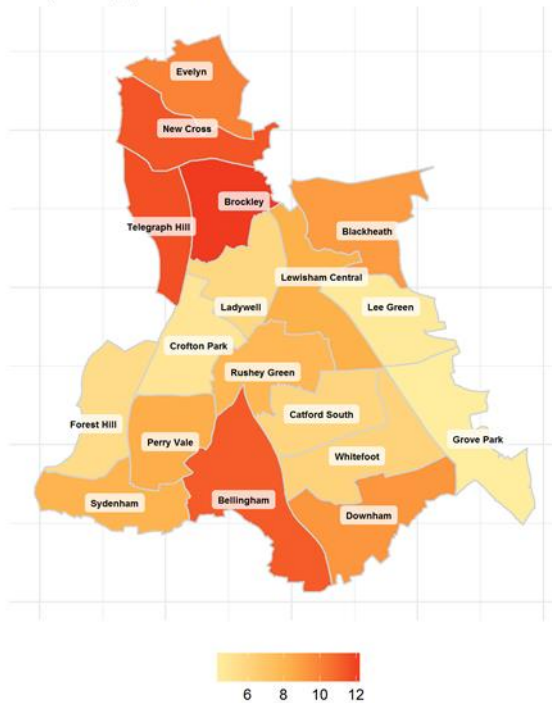 Evelyn
New Cross
Brockley
Telegraph Hill
Blackheath
Lewisham Central
Ladywell
Lee Green
Crofton Park
Rushey Green
Catford South
Forest Hill
Perry Vale
Grove Park
Whitefoot
Sydenham
Bellingham
Downham
6 8 10 12